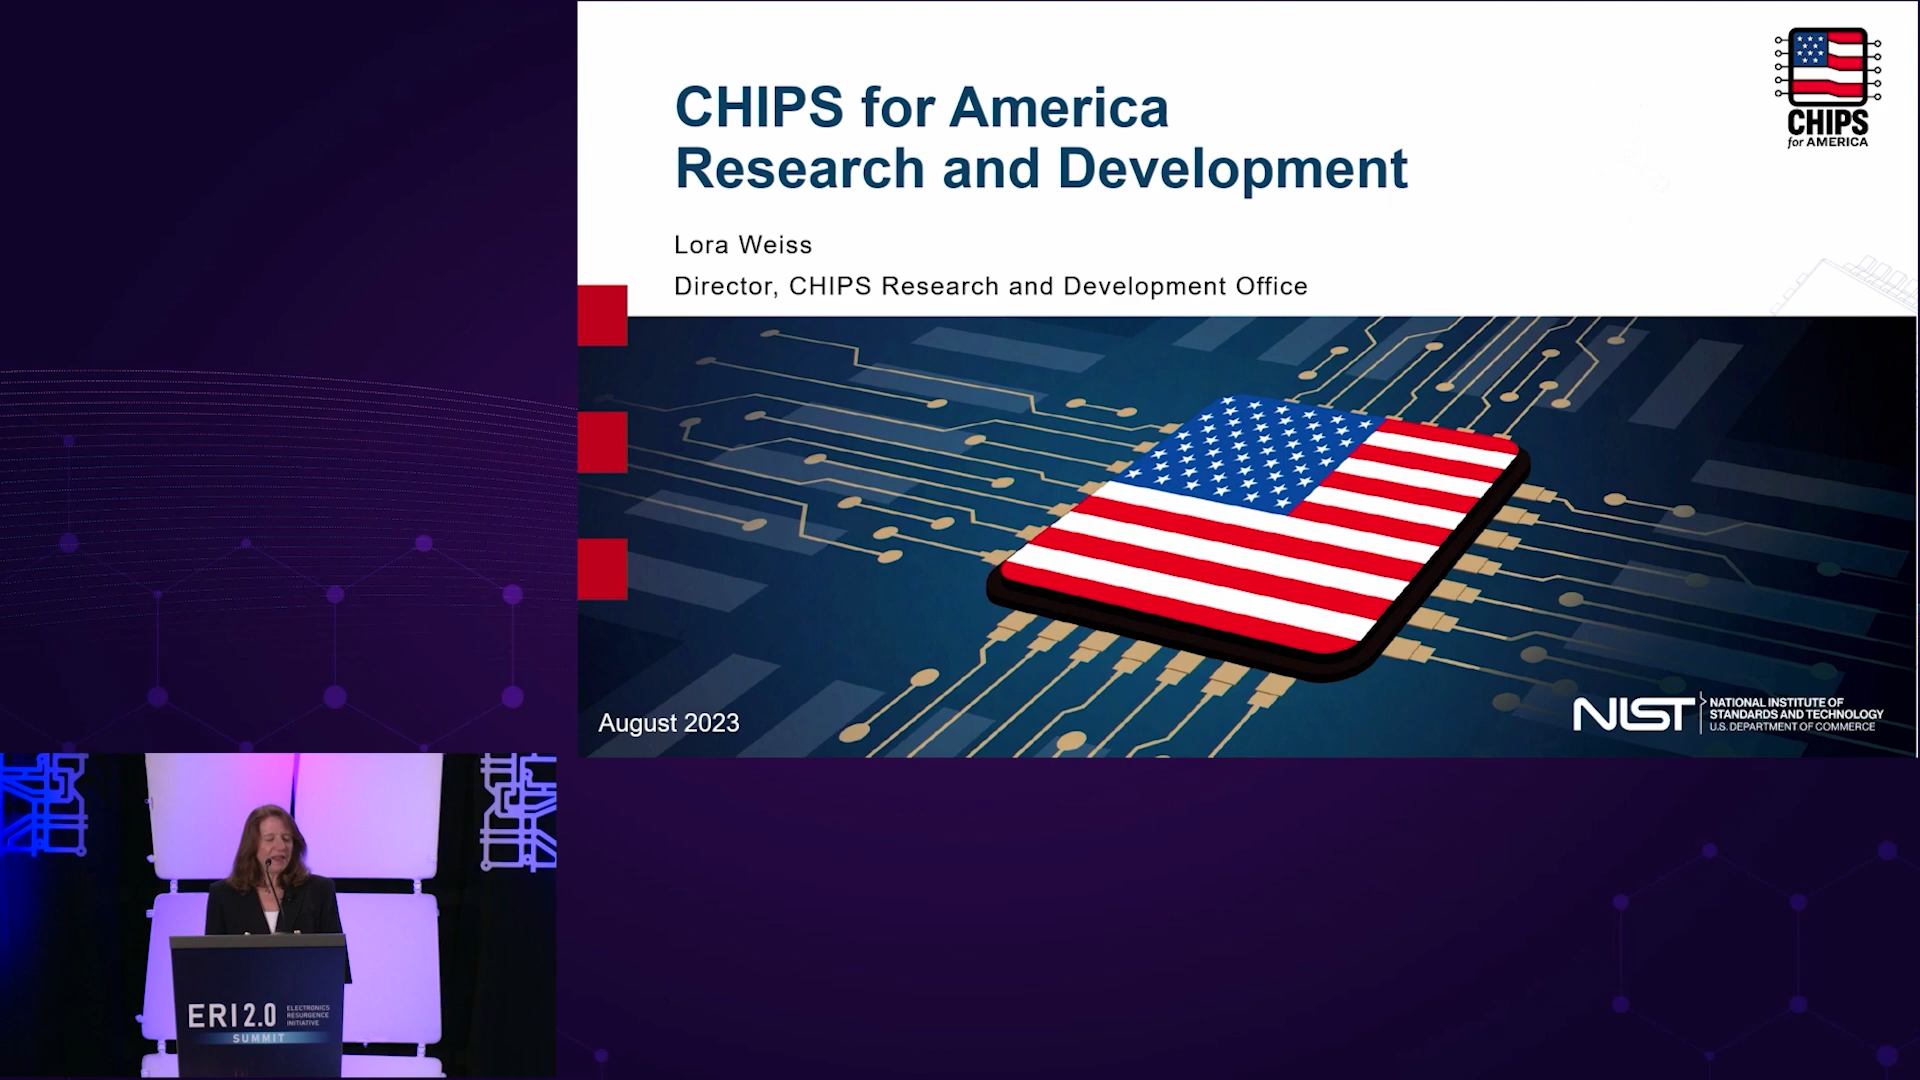 CHIPS for America
Research and Development
Lora Weiss
Director, CHIPS Research and Development Office
CHIPS
for AMERICA
August 2023
NIST
NATIONAL INSTITUTE OF
STANDARDS AND TECHNOLOGY
U.S. DEPARTMENT OF COMMERCE
ERI 2.0
ELECTRONICS
RESURGENCE
INITIATIVE
SUMMIT